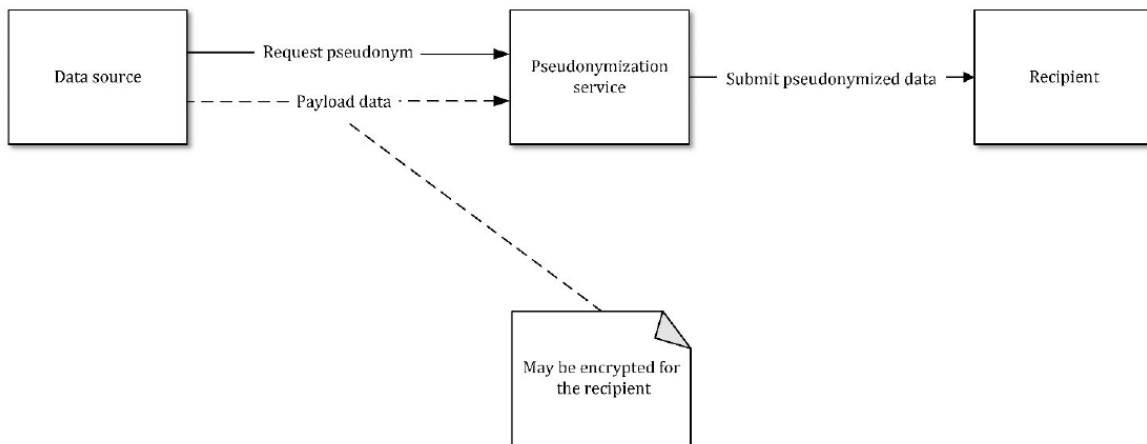 Data source
Request pseudonym
Payload data
Pseudonymization
service
Submit pseudonymized data
Recipient
May be encrypted for
the recipient